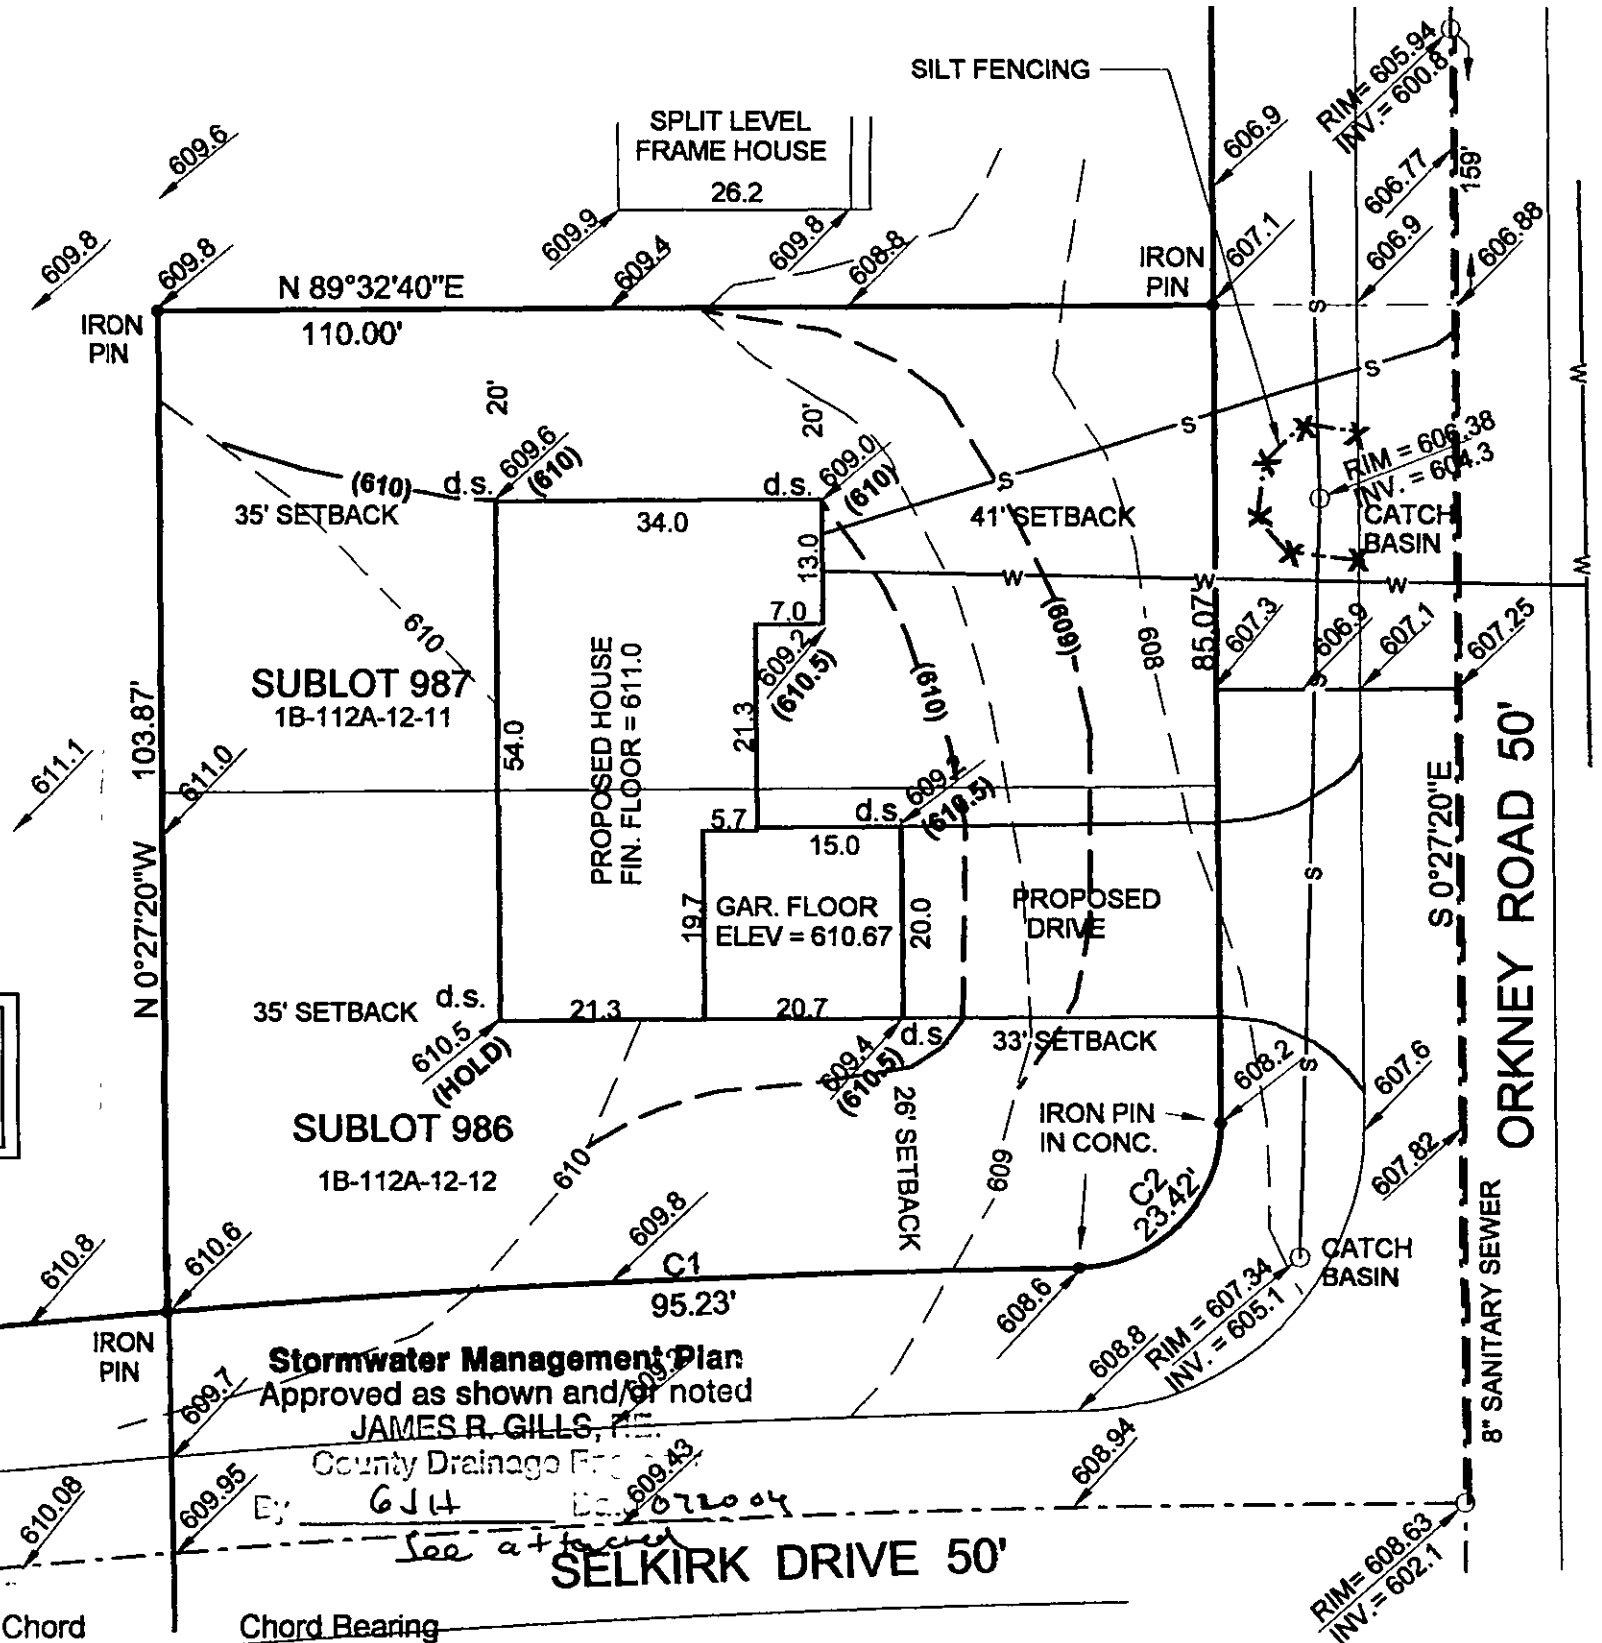 SILT FENCING
RIM= 605.94
INV.= 600.8
SPLIT LEVEL
FRAME HOUSE
26.2
609.6
606.9
606.77
159'
609.8
609.8
609.9
609.4
609.8
608.8
IRON
PIN
607.1
606.9
606.88
N 89°32'40"E
110.00'
IRON
PIN
S
S
W
20'
20'
609.6
(610)
609.0
(610)
S
RIM = 606.38
INV. = 604.3
CATCH
BASIN
(610)
d.s.
d.s.
S
35' SETBACK
34.0
41' SETBACK
13.0
W
W
W
W
7.0
609.2
(610.5)
(609)
608
85.07'
607.3
606.9
607.1
607.25
610
SUBLOT 987
1B-112A-12-11
PROPOSED HOUSE
FIN. FLOOR = 611.0
(610)
S
103.87'
54.0
21.3
611.1
611.0
609.2
(610.5)
5.7
d.s.
15.0
S 0°27'20"E
ORKNEY ROAD 50'
N 0°27'20"W
19.7
GAR. FLOOR
ELEV = 610.67
20.0
PROPOSED
DRIVE
S
35' SETBACK
d.s.
21.3
20.7
d.s.
33' SETBACK
610.5
(HOLD)
609.4
(610.5)
608.2
S
607.6
SUBLOT 986
1B-112A-12-12
26' SETBACK
IRON PIN
IN CONC.
607.82
610
609
C2
23.42'
609.8
610.8
610.6
C1
95.23'
608.6
CATCH
BASIN
RIM = 607.34
INV. = 605.1
8" SANITARY SEWER
IRON
PIN
Stormwater Management Plan
Approved as shown and/or noted
JAMES R. GILLS, P.E.
County Drainage
609.7
608.8
609.43
608.94
610.08
609.95
By GJH 072004
See attached
SELKIRK DRIVE 50'
RIM= 608.63
INV.= 602.1
Chord
Chord Bearing